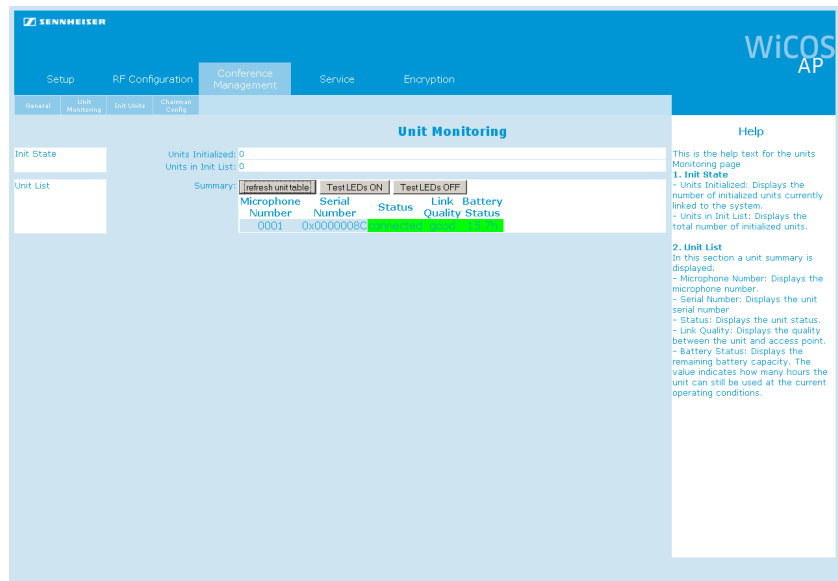 SENNHEISER
WiCOS
AP
Setup RF Configuration Conference Management Service Encryption
General Unit Monitoring Init Units Chairman Config
Unit Monitoring
Init State
Units Initialized: 0
Units in Init List: 0
Unit List
Summary: refresh unit table Test LEDs ON Test LEDs OFF
Microphone Number Serial Number Status Link Quality Battery Status
0001 0x0000008C connected good 15.7h
Help
This is the help text for the units
Monitoring page
1. Init State
- Units Initialized: Displays the
number of initialized units currently
linked to the system.
- Units in Init List: Displays the
total number of initialized units.
2. Unit List
In this section a unit summary is
displayed.
- Microphone Number: Displays the
microphone number.
- Serial Number: Displays the unit
serial number
- Status: Displays the unit status.
- Link Quality: Displays the quality
between the unit and access point.
- Battery Status: Displays the
remaining battery capacity. The
value indicates how many hours the
unit can still be used at the current
operating conditions.